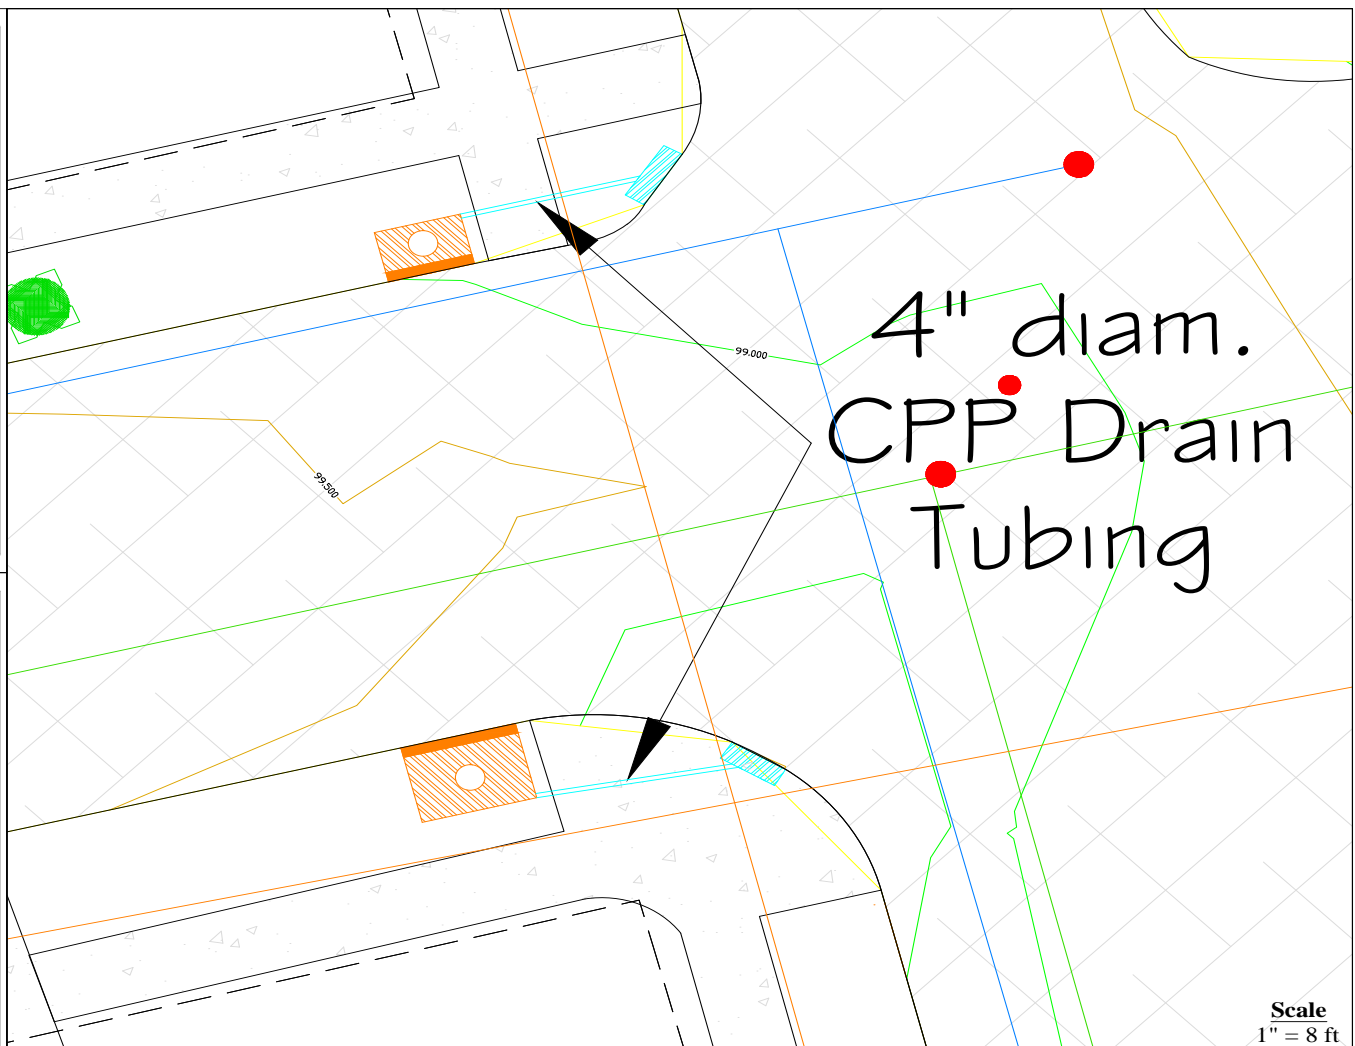 99.000
4" diam.
CPP Drain
Tubing
99.500
Scale
1" = 8 ft